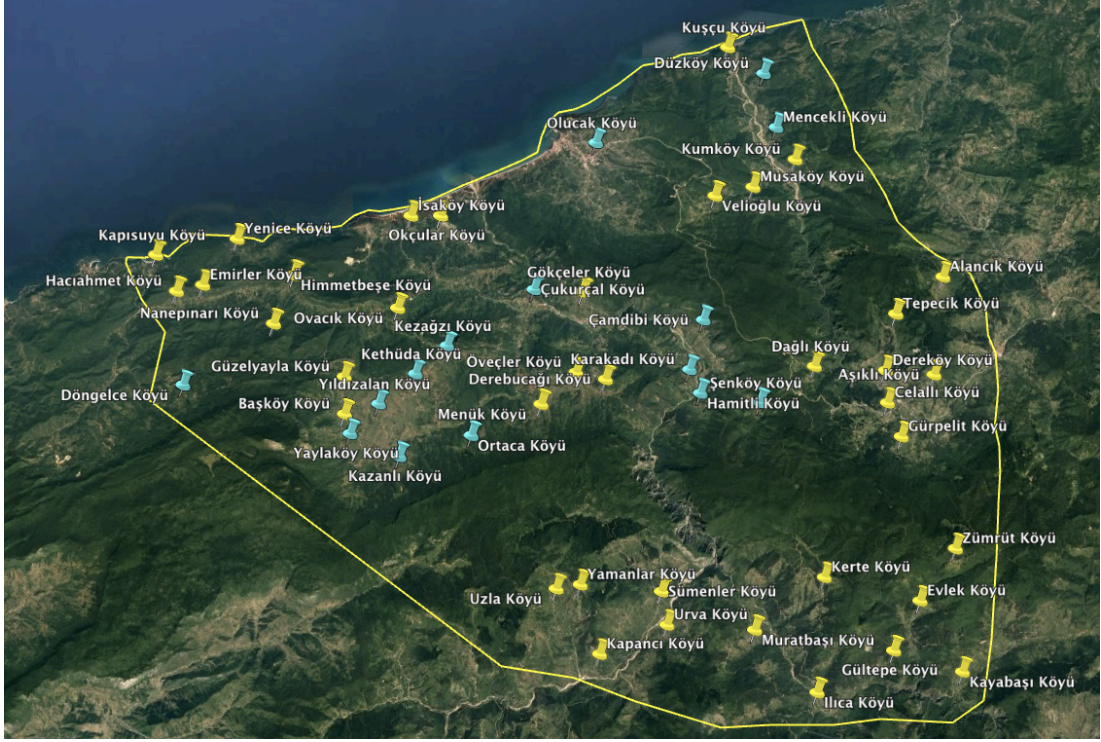 Kuşçu Köyü
Düzköy Köyü
Mencekli Köyü
Olucak Köyü
Kumköy Köyü
Musaköy Köyü
Velioğlu Köyü
İsaköy Köyü
Okçular Köyü
Yenice Köyü
Kapısuyu Köyü
Hacıahmet Köyü
Emirler Köyü
Himmetbeşe Köyü
Gökçeler Köyü
Çukurçal Köyü
Alancık Köyü
Nanepınarı Köyü
Ovacık Köyü
Kezağzı Köyü
Çamdibi Köyü
Tepecik Köyü
Güzelyayla Köyü
Kethüda Köyü
Öveçler Köyü
Karakadı Köyü
Dağlı Köyü
Dereköy Köyü
Yıldızalan Köyü
Derebucağı Köyü
Şenköy Köyü
Aşıklı Köyü
Döngelce Köyü
Başköy Köyü
Menük Köyü
Hamitli Köyü
Celallı Köyü
Gürpelit Köyü
Yaylaköy Köyü
Ortaca Köyü
Kazanlı Köyü
Zümrüt Köyü
Uzla Köyü
Yamanlar Köyü
Sümenler Köyü
Kerte Köyü
Evlek Köyü
Urva Köyü
Kapancı Köyü
Muratbaşı Köyü
Gültepe Köyü
Kayabaşı Köyü
Ilıca Köyü